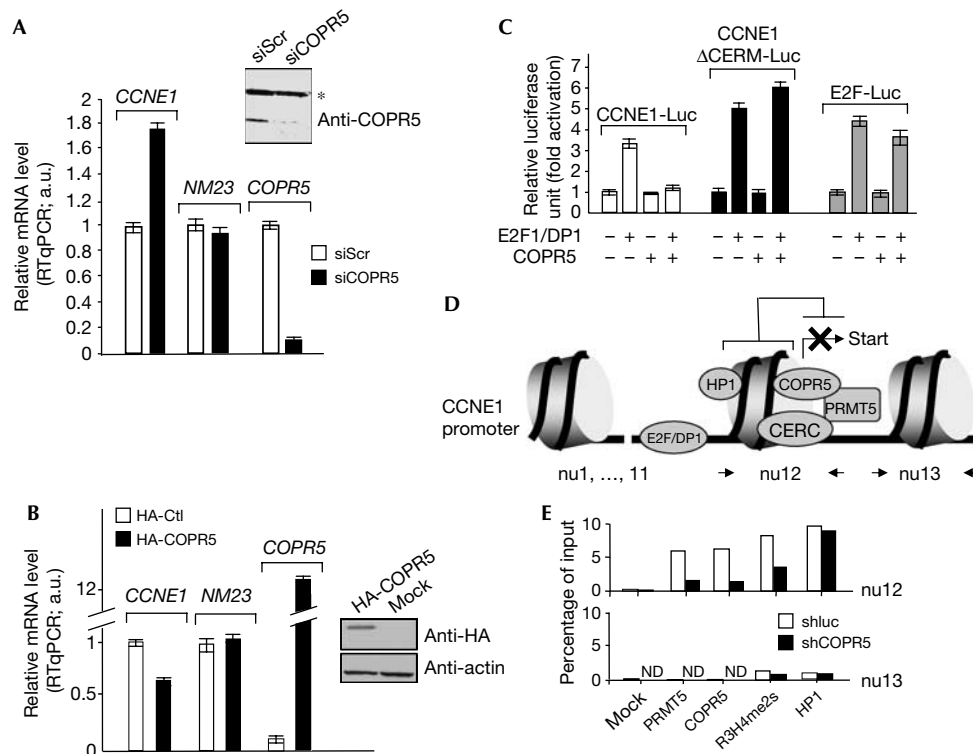 A
siScr
siCOPR5
*
Anti-COPR5
Relative mRNA level
(RTqPCR; a.u.)
2
1.8
1.6
1.4
1.2
1
0.8
0.6
0.4
0.2
0
CCNE1
NM23
COPR5
siScr
siCOPR5
B
HA-Ctl
HA-COPR5
Relative mRNA level
(RTqPCR; a.u.)
12
1
0.5
CCNE1
NM23
COPR5
HA-COPR5
Mock
Anti-HA
Anti-actin
C
Relative luciferase
unit (fold activation)
7
6
5
4
3
2
1
CCNE1-Luc
CCNE1
ΔCERM-Luc
E2F-Luc
E2F1/DP1 – + – + – + – + – + – +
COPR5 – – + + – – + + – – + +
D
Start
HP1
COPR5
PRMT5
CERC
E2F/DP1
CCNE1
promoter
nu1, …, 11
nu12
nu13
E
Percentage of input
10
5
0
nu12
shluc
shCOPR5
10
5
0
ND
ND
ND
nu13
Mock
PRMT5
COPR5
R3H4me2s
HP1